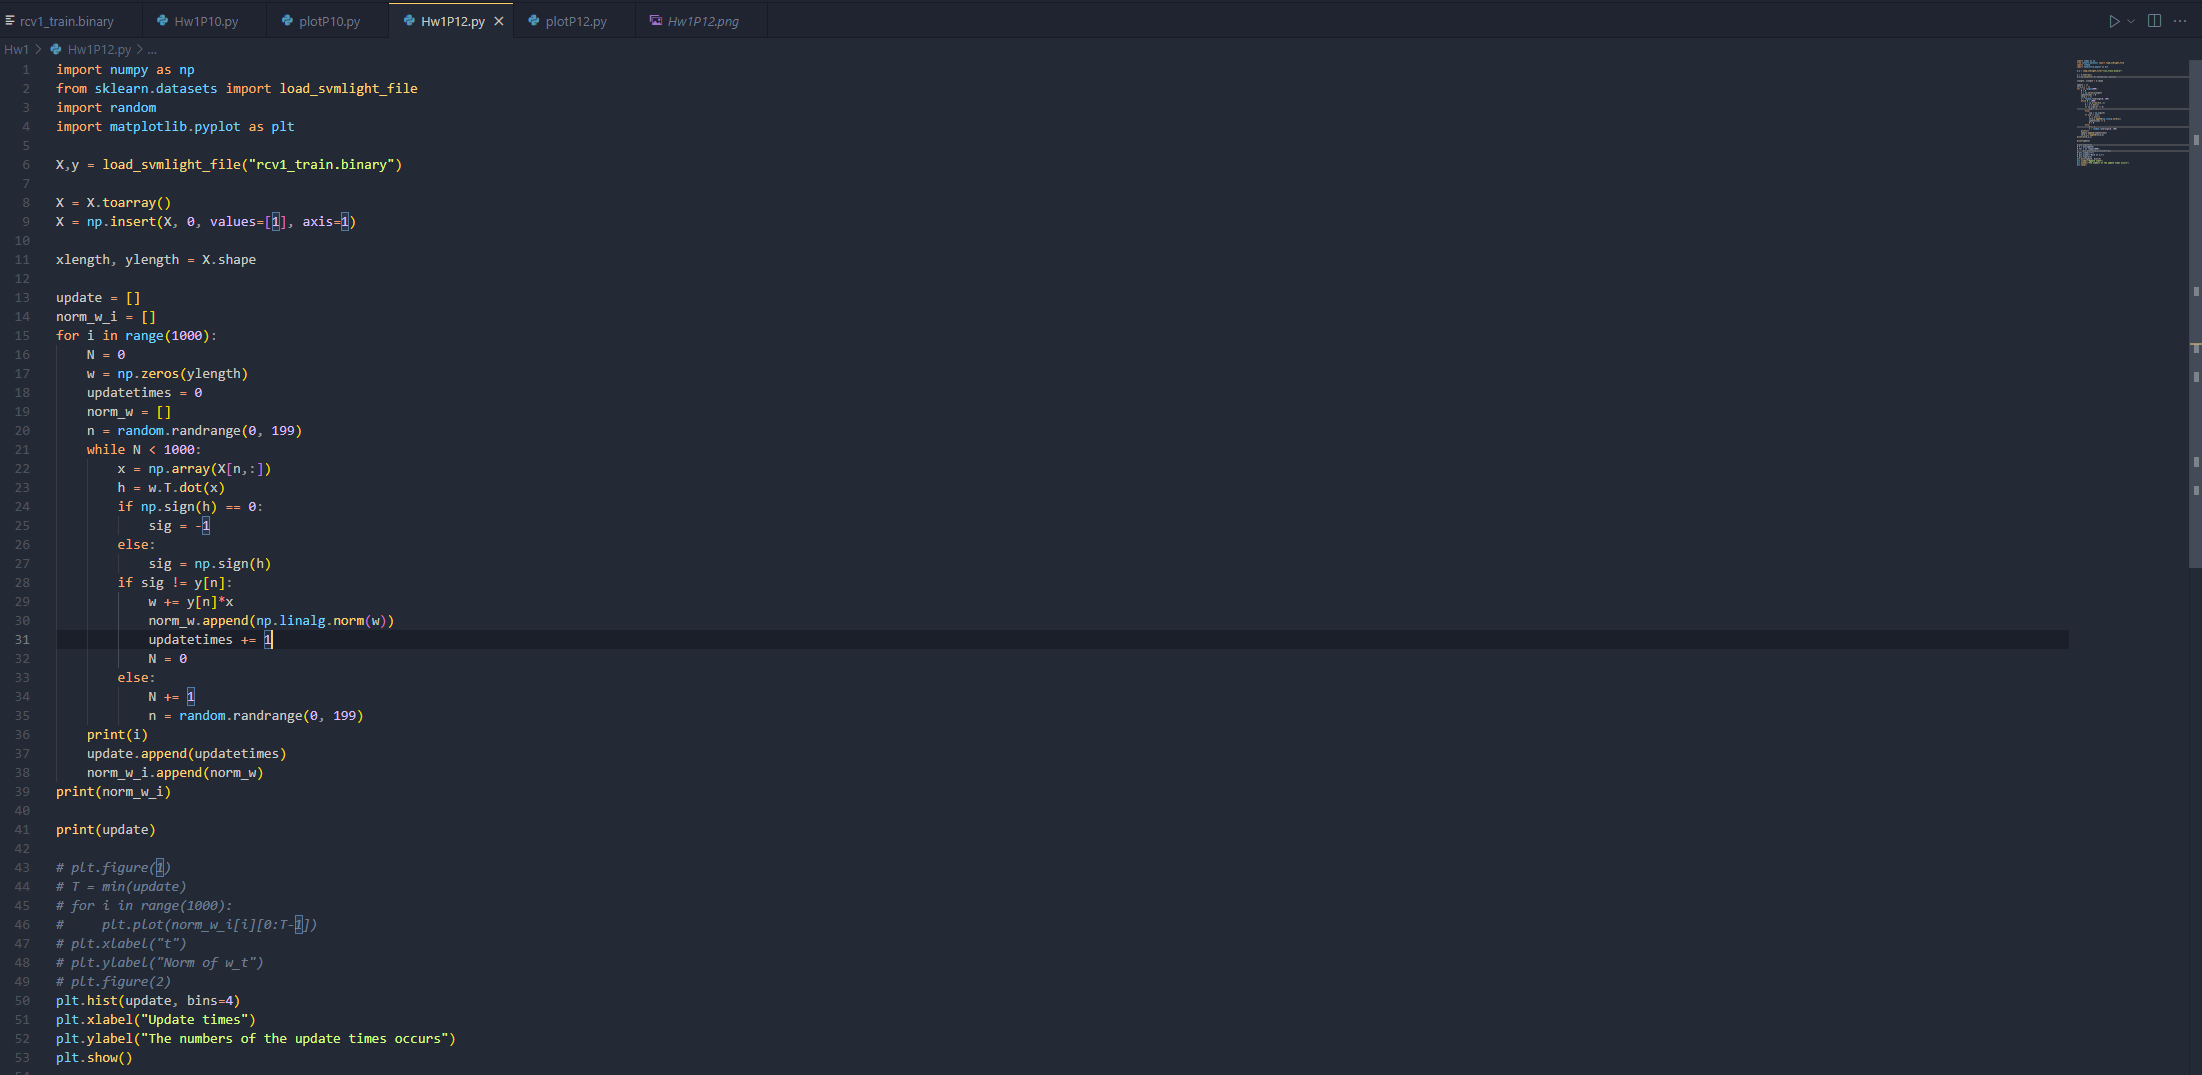 rcv1_train.binary Hw1P10.py plotP10.py Hw1P12.py plotP12.py Hw1P12.png
Hw1 > Hw1P12.py > ...
1 import numpy as np
2 from sklearn.datasets import load_svmlight_file
3 import random
4 import matplotlib.pyplot as plt
5
6 X,y = load_svmlight_file("rcv1_train.binary")
7
8 X = X.toarray()
9 X = np.insert(X, 0, values=[1], axis=1)
10
11 xlength, ylength = X.shape
12
13 update = []
14 norm_w_i = []
15 for i in range(1000):
16     N = 0
17     w = np.zeros(ylength)
18     updatetimes = 0
19     norm_w = []
20     n = random.randrange(0, 199)
21     while N < 1000:
22         x = np.array(X[n,:])
23         h = w.T.dot(x)
24         if np.sign(h) == 0:
25             sig = -1
26         else:
27             sig = np.sign(h)
28         if sig != y[n]:
29             w += y[n]*x
30             norm_w.append(np.linalg.norm(w))
31             updatetimes += 1
32             N = 0
33         else:
34             N += 1
35             n = random.randrange(0, 199)
36     print(i)
37     update.append(updatetimes)
38     norm_w_i.append(norm_w)
39 print(norm_w_i)
40
41 print(update)
42
43 # plt.figure(1)
44 # T = min(update)
45 # for i in range(1000):
46 #     plt.plot(norm_w_i[i][0:T-1])
47 # plt.xlabel("t")
48 # plt.ylabel("Norm of w_t")
49 # plt.figure(2)
50 plt.hist(update, bins=4)
51 plt.xlabel("Update times")
52 plt.ylabel("The numbers of the update times occurs")
53 plt.show()